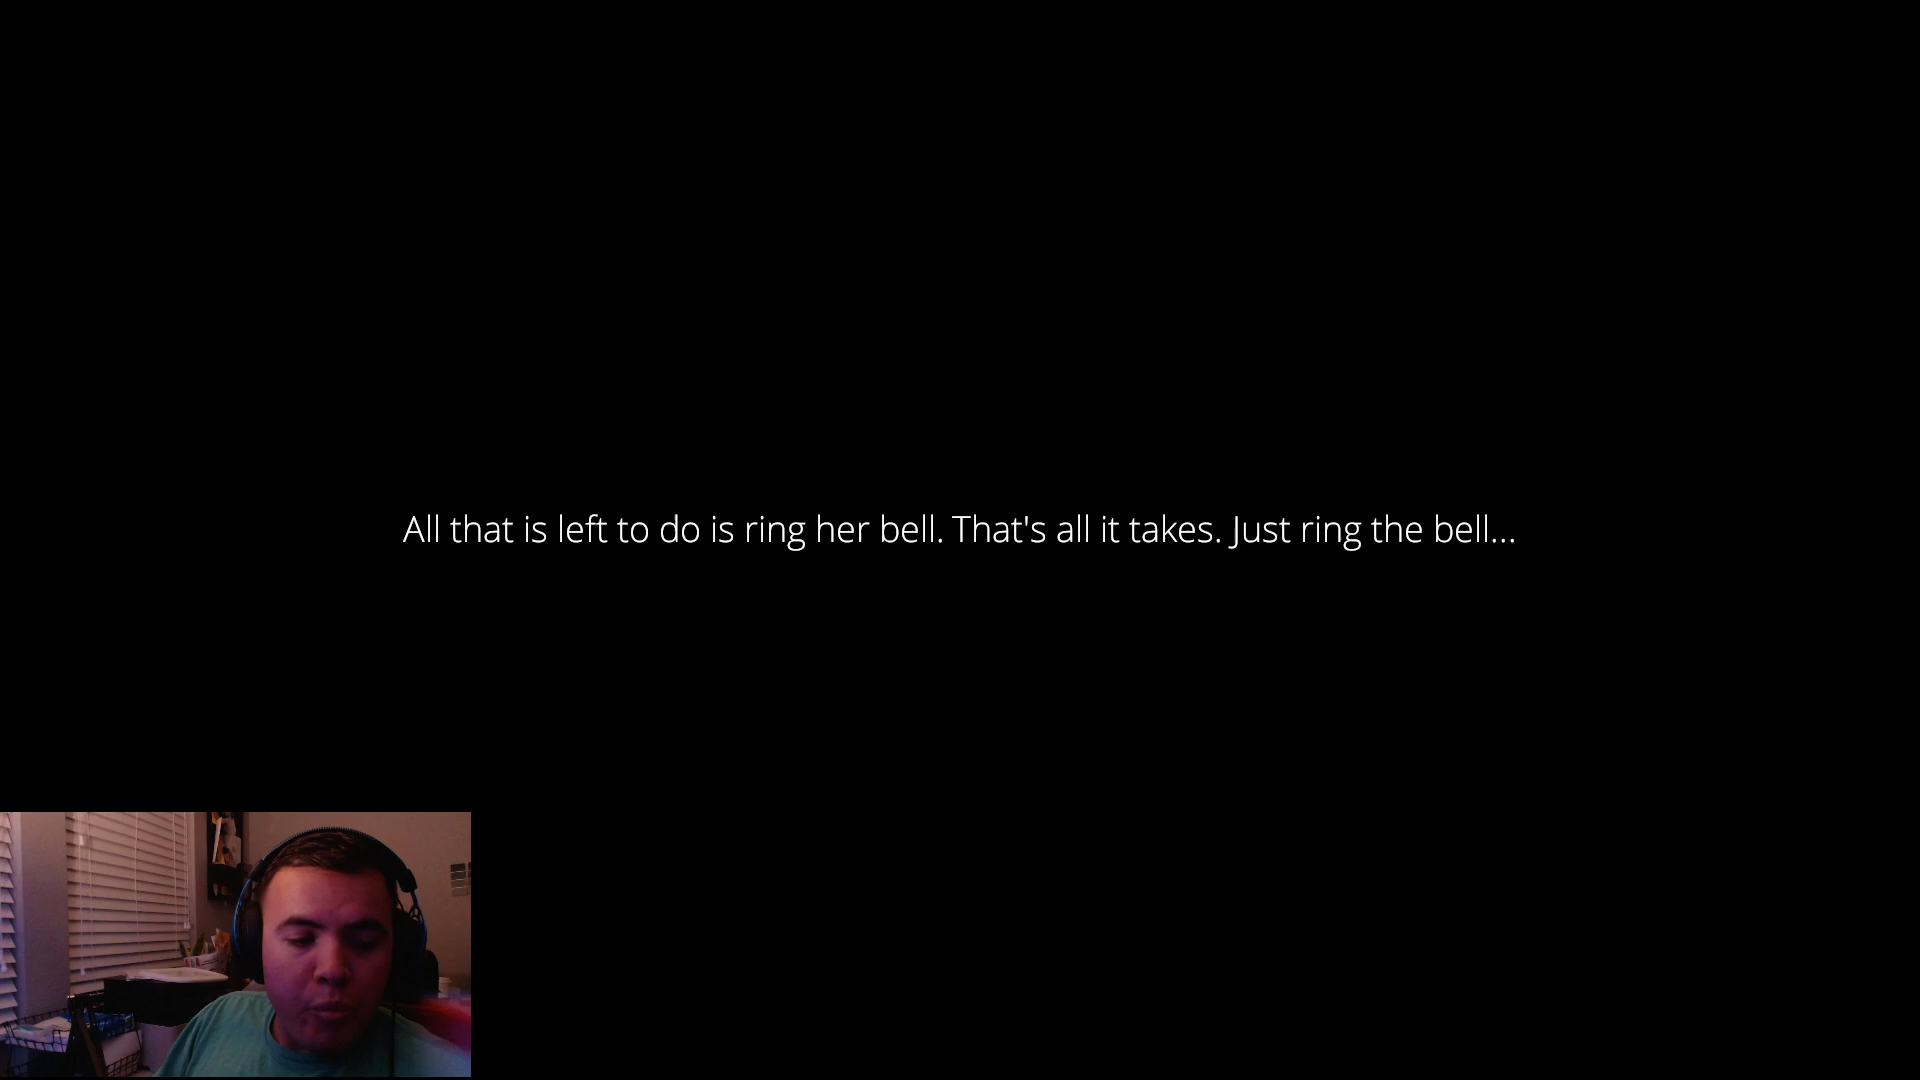 All that is left to do is ring her bell. That's all it takes. Just ring the bell...